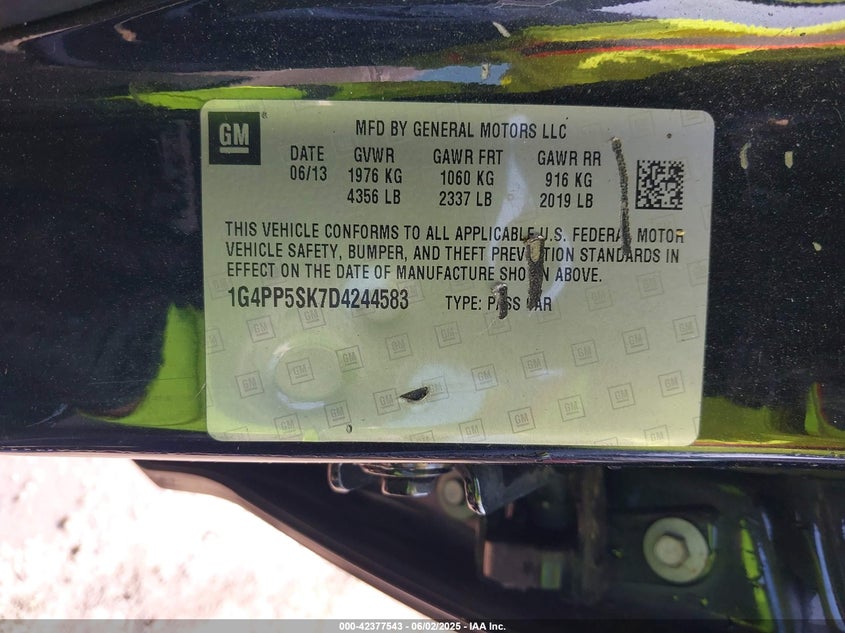 GM
MFD BY GENERAL MOTORS LLC
DATE GVWR GAWR FRT GAWR RR
06/13 1976 KG 1060 KG 916 KG
4356 LB 2337 LB 2019 LB
THIS VEHICLE CONFORMS TO ALL APPLICABLE U.S. FEDERAL MOTOR
VEHICLE SAFETY, BUMPER, AND THEFT PREVENTION STANDARDS IN
EFFECT ON THE DATE OF MANUFACTURE SHOWN ABOVE.
1G4PP5SK7D4244583 TYPE: PASS CAR
000-42377543 - 06/02/2025 - IAA Inc.